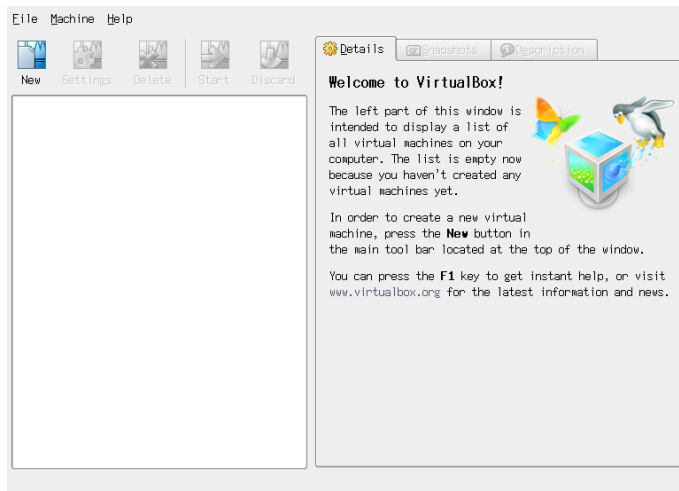 File Machine Help
New Settings Delete Start Discard
Details Snapshots Description
Welcome to VirtualBox!
The left part of this window is
intended to display a list of
all virtual machines on your
computer. The list is empty now
because you haven't created any
virtual machines yet.
In order to create a new virtual
machine, press the New button in
the main tool bar located at the top of the window.
You can press the F1 key to get instant help, or visit
www.virtualbox.org for the latest information and news.